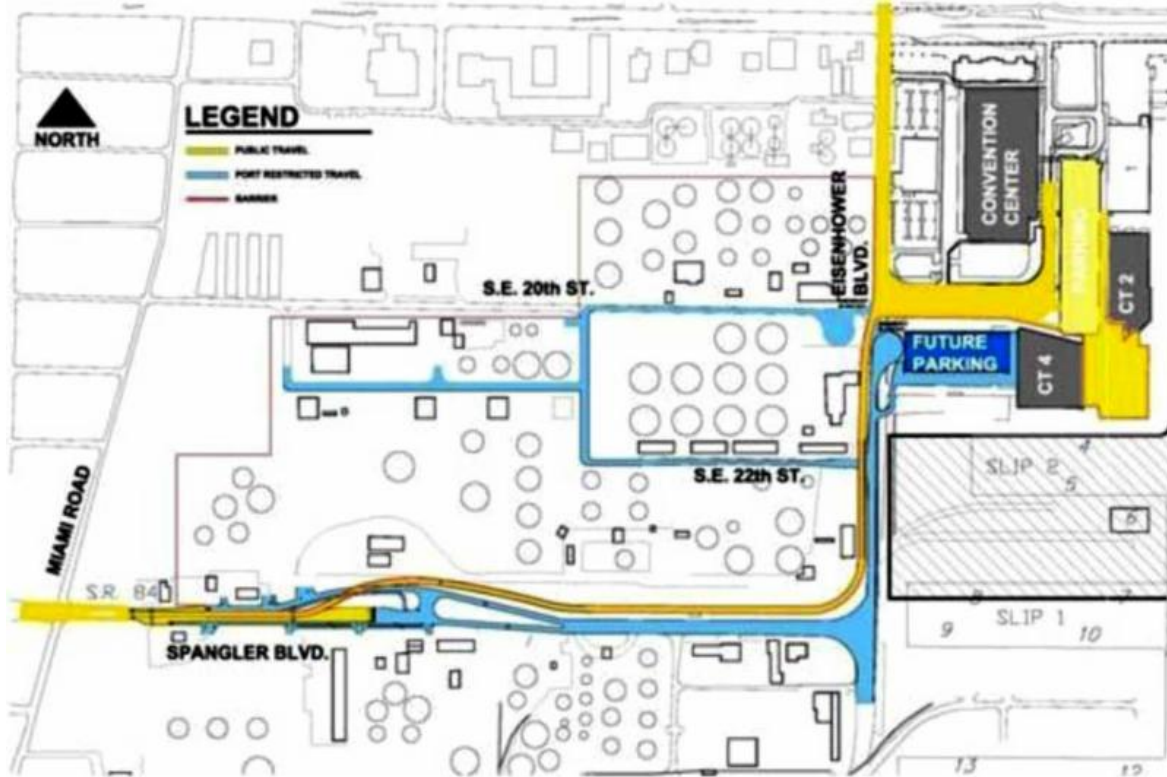 NORTH
LEGEND
PUBLIC TRAVEL
PORT RESTRICTED TRAVEL
BARRIER
CONVENTION
CENTER
PARKING
1
EISENHOWER
BLVD.
S.E. 20th ST.
CT 2
FUTURE
PARKING
CT 4
S.E. 22th ST.
MIAMI ROAD
4
SLIP 2
5
6
S.R. 84
8
7
SLIP 1
9
10
SPANGLER BLVD.
13